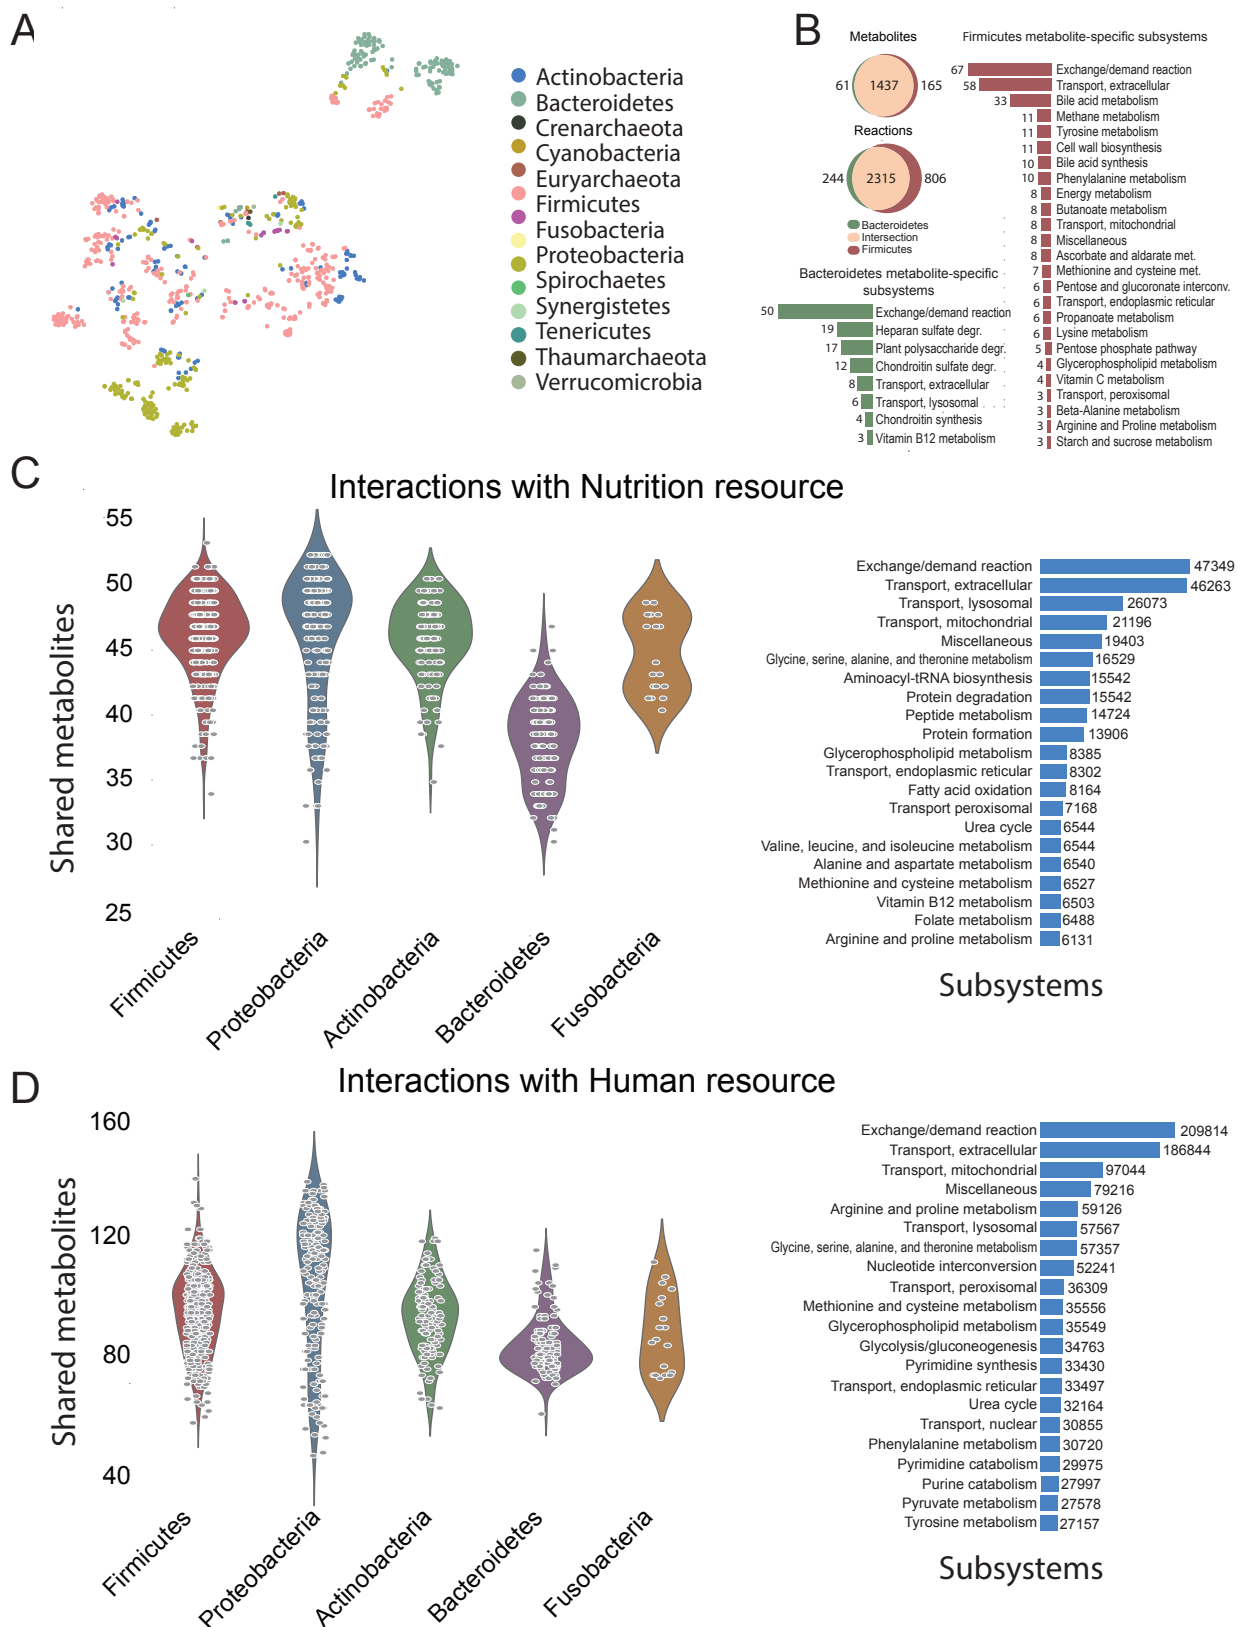 A
Actinobacteria
Bacteroidetes
Crenarchaeota
Cyanobacteria
Euryarchaeota
Firmicutes
Fusobacteria
Proteobacteria
Spirochaetes
Synergistetes
Tenericutes
Thaumarchaeota
Verrucomicrobia
B
Metabolites
61 1437 165
Reactions
244 2315 806
Bacteroidetes
Intersection
Firmicutes
Bacteroidetes metabolite-specific
subsystems
50 Exchange/demand reaction
19 Heparan sulfate degr.
17 Plant polysaccharide degr.
12 Chondroitin sulfate degr.
8 Transport, extracellular
6 Transport, lysosomal
4 Chondroitin synthesis
3 Vitamin B12 metabolism
Firmicutes metabolite-specific subsystems
67 Exchange/demand reaction
58 Transport, extracellular
33 Bile acid metabolism
11 Methane metabolism
11 Tyrosine metabolism
11 Cell wall biosynthesis
10 Bile acid synthesis
10 Phenylalanine metabolism
8 Energy metabolism
8 Butanoate metabolism
8 Transport, mitochondrial
8 Miscellaneous
8 Ascorbate and aldarate met.
7 Methionine and cysteine met.
6 Pentose and glucoronate interconv.
6 Transport, endoplasmic reticular
6 Propanoate metabolism
6 Lysine metabolism
5 Pentose phosphate pathway
4 Glycerophospholipid metabolism
4 Vitamin C metabolism
3 Transport, peroxisomal
3 Beta-Alanine metabolism
3 Arginine and Proline metabolism
3 Starch and sucrose metabolism
C
Interactions with Nutrition resource
Shared metabolites
55
50
45
40
35
30
25
Firmicutes
Proteobacteria
Actinobacteria
Bacteroidetes
Fusobacteria
Exchange/demand reaction 47349
Transport, extracellular 46263
Transport, lysosomal 26073
Transport, mitochondrial 21196
Miscellaneous 19403
Glycine, serine, alanine, and theronine metabolism 16529
Aminoacyl-tRNA biosynthesis 15542
Protein degradation 15542
Peptide metabolism 14724
Protein formation 13906
Glycerophospholipid metabolism 8385
Transport, endoplasmic reticular 8302
Fatty acid oxidation 8164
Transport peroxisomal 7168
Urea cycle 6544
Valine, leucine, and isoleucine metabolism 6544
Alanine and aspartate metabolism 6540
Methionine and cysteine metabolism 6527
Vitamin B12 metabolism 6503
Folate metabolism 6488
Arginine and proline metabolism 6131
Subsystems
D
Interactions with Human resource
Shared metabolites
160
120
80
40
Firmicutes
Proteobacteria
Actinobacteria
Bacteroidetes
Fusobacteria
Exchange/demand reaction 209814
Transport, extracellular 186844
Transport, mitochondrial 97044
Miscellaneous 79216
Arginine and proline metabolism 59126
Transport, lysosomal 57567
Glycine, serine, alanine, and theronine metabolism 57357
Nucleotide interconversion 52241
Transport, peroxisomal 36309
Methionine and cysteine metabolism 35556
Glycerophospholipid metabolism 35549
Glycolysis/gluconeogenesis 34763
Pyrimidine synthesis 33430
Transport, endoplasmic reticular 33497
Urea cycle 32164
Transport, nuclear 30855
Phenylalanine metabolism 30720
Pyrimidine catabolism 29975
Purine catabolism 27997
Pyruvate metabolism 27578
Tyrosine metabolism 27157
Subsystems